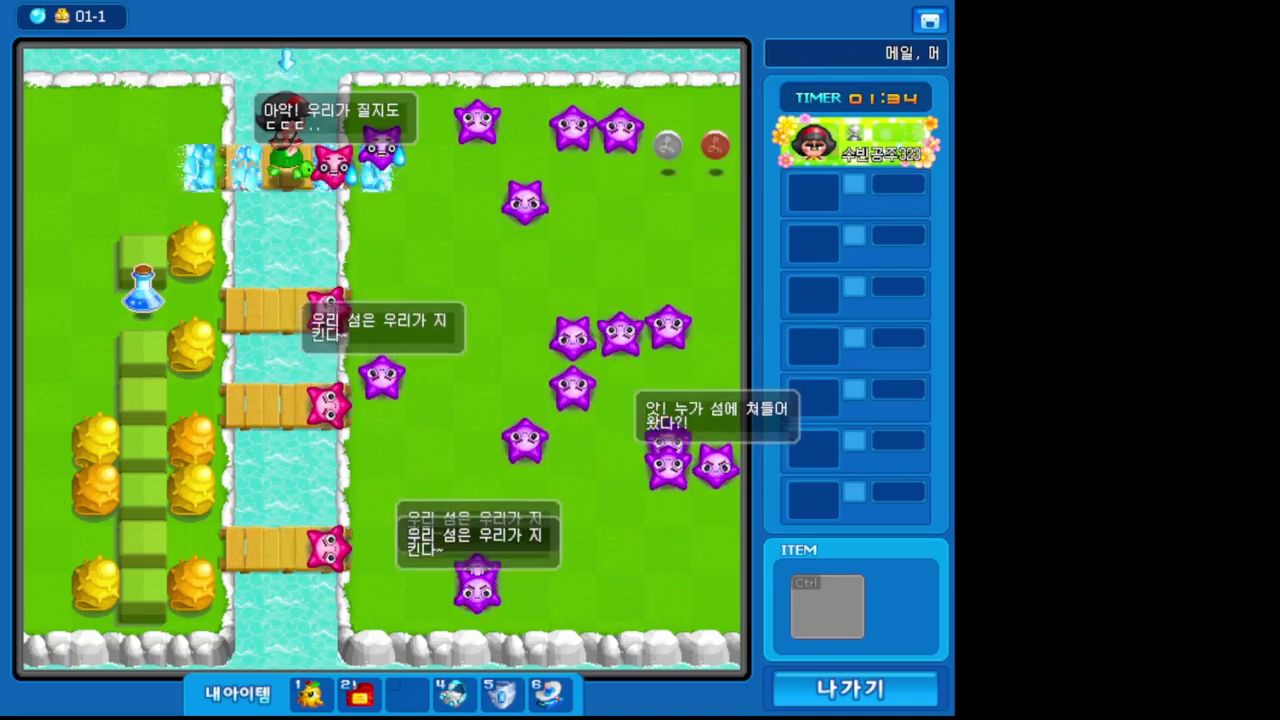 01-1
메일, 머
아악! 우리가 질지도
ㄷㄷㄷ..
TIMER 01:34
수빈공주323
우리 섬은 우리가 지
킨다~
앗! 누가 섬에 쳐들어
왔다?!
우리 섬은 우리가 지
우리 섬은 우리가 지
킨다~
ITEM
Ctrl
내아이템
1
2
4
5
6
나가기